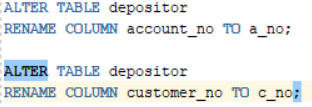 ALTER TABLE depositor
RENAME COLUMN account_no TO a_no;
ALTER TABLE depositor
RENAME COLUMN customer_no TO c_no;